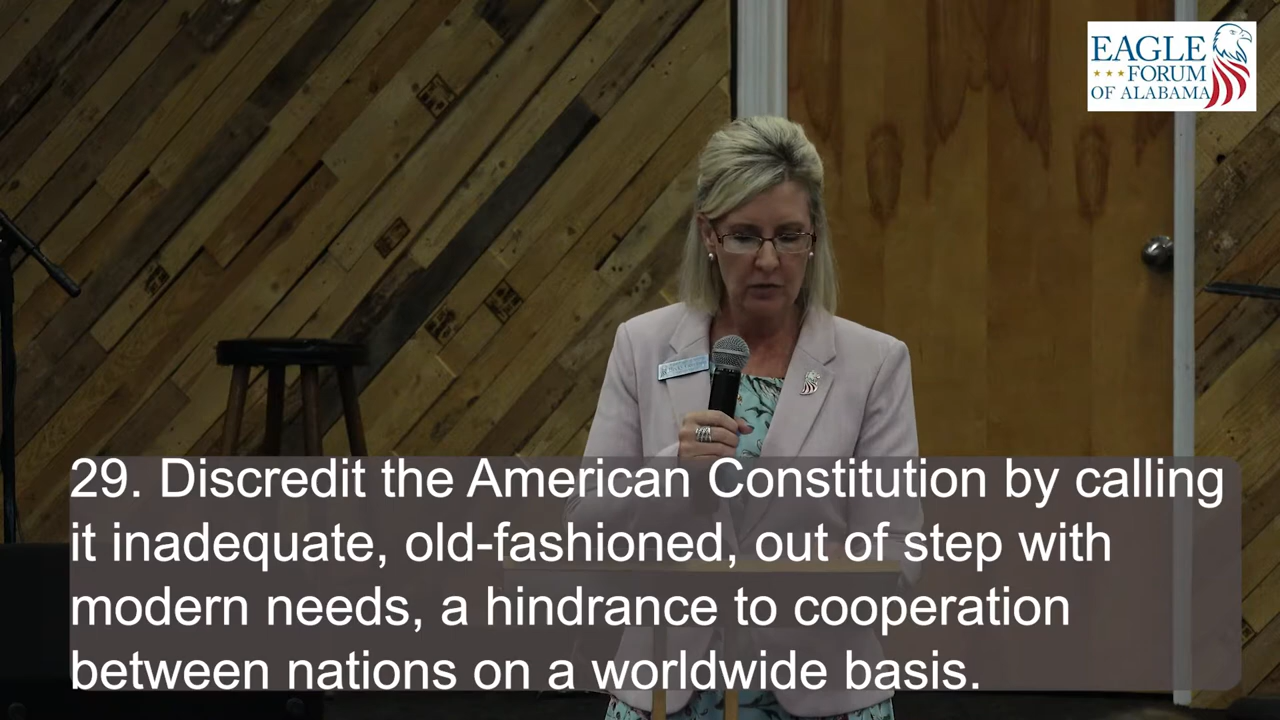 EAGLE
FORUM
OF ALABAMA
29. Discredit the American Constitution by calling
it inadequate, old-fashioned, out of step with
modern needs, a hindrance to cooperation
between nations on a worldwide basis.